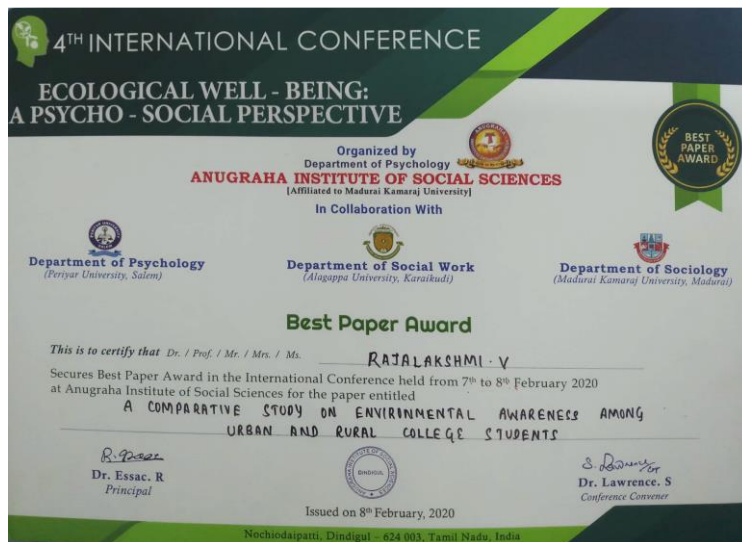 4TH INTERNATIONAL CONFERENCE
ECOLOGICAL WELL - BEING:
A PSYCHO - SOCIAL PERSPECTIVE
BEST
PAPER
AWARD
Organized by
Department of Psychology
ANUGRAHA INSTITUTE OF SOCIAL SCIENCES
[Affiliated to Madurai Kamaraj University]
In Collaboration With
Department of Psychology
(Periyar University, Salem)
Department of Social Work
(Alagappa University, Karaikudi)
Department of Sociology
(Madurai Kamaraj University, Madurai)
Best Paper Award
This is to certify that Dr. / Prof. / Mr. / Mrs. / Ms. RAJALAKSHMI . V
Secures Best Paper Award in the International Conference held from 7th to 8th February 2020
at Anugraha Institute of Social Sciences for the paper entitled
A COMPARATIVE STUDY ON ENVIRONMENTAL AWARENESS AMONG
URBAN AND RURAL COLLEGE STUDENTS
Dr. Essac. R
Principal
DINDIGUL
Dr. Lawrence. S
Conference Convener
Issued on 8th February, 2020
Nochiodaipatti, Dindigul – 624 003, Tamil Nadu, India